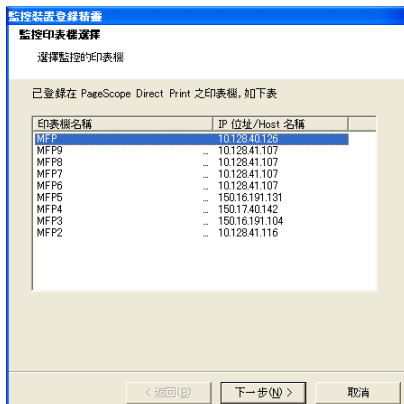 監控裝置登錄精靈
監控印表機選擇
選擇監控的印表機
已登錄在 PageScope Direct Print 之印表機, 如下表
印表機名稱 IP 位址/Host 名稱
MFP 10.128.40.126
MFP9 ... 10.128.41.107
MFP8 ... 10.128.41.107
MFP7 ... 10.128.41.107
MFP6 ... 10.128.41.107
MFP5 ... 150.16.191.131
MFP4 ... 150.17.40.142
MFP3 ... 150.16.191.104
MFP2 ... 10.128.41.116
< 返回(B) 下一步(N) > 取消